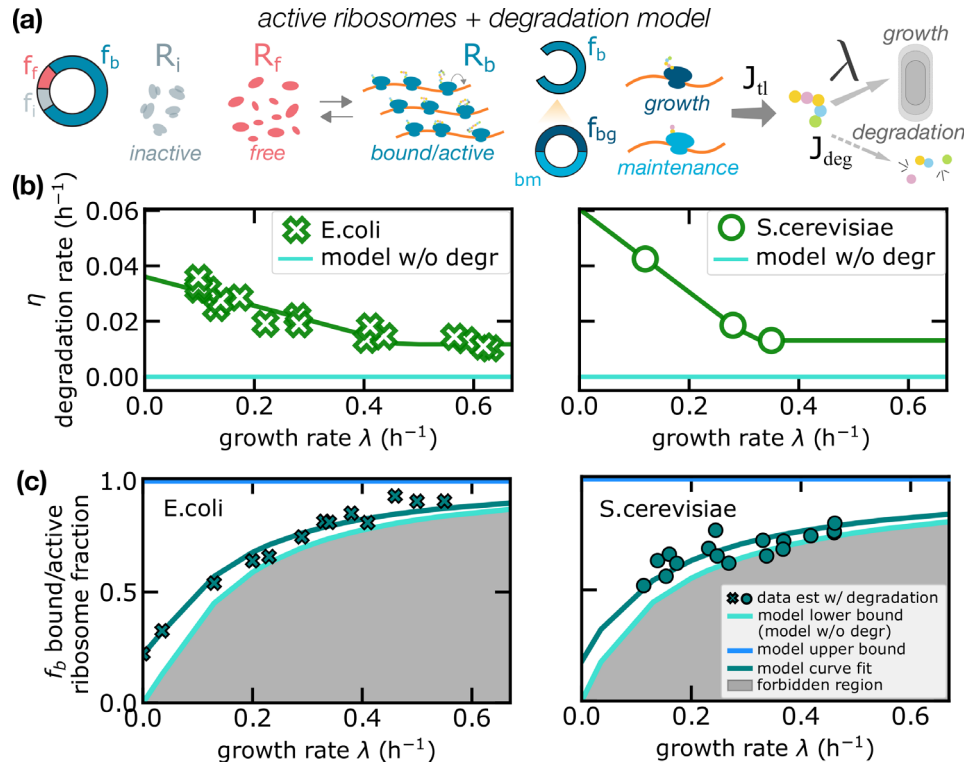 (a) active ribosomes + degradation model
f_f f_b f_i
R_i R_f R_b
inactive free bound/active
f_b
f_bg
bm
growth
maintenance
J_tl
λ
growth
degradation
J_deg
(b)
η
degradation rate (h⁻¹)
0.06
0.04
0.02
0.00
E.coli
model w/o degr
0.0 0.2 0.4 0.6
growth rate λ (h⁻¹)
S.cerevisiae
model w/o degr
0.0 0.2 0.4 0.6
growth rate λ (h⁻¹)
(c)
f_b bound/active
ribosome fraction
1.0
0.5
0.0
E.coli
0.0 0.2 0.4 0.6
growth rate λ (h⁻¹)
S.cerevisiae
data est w/ degradation
model lower bound
(model w/o degr)
model upper bound
model curve fit
forbidden region
0.0 0.2 0.4 0.6
growth rate λ (h⁻¹)